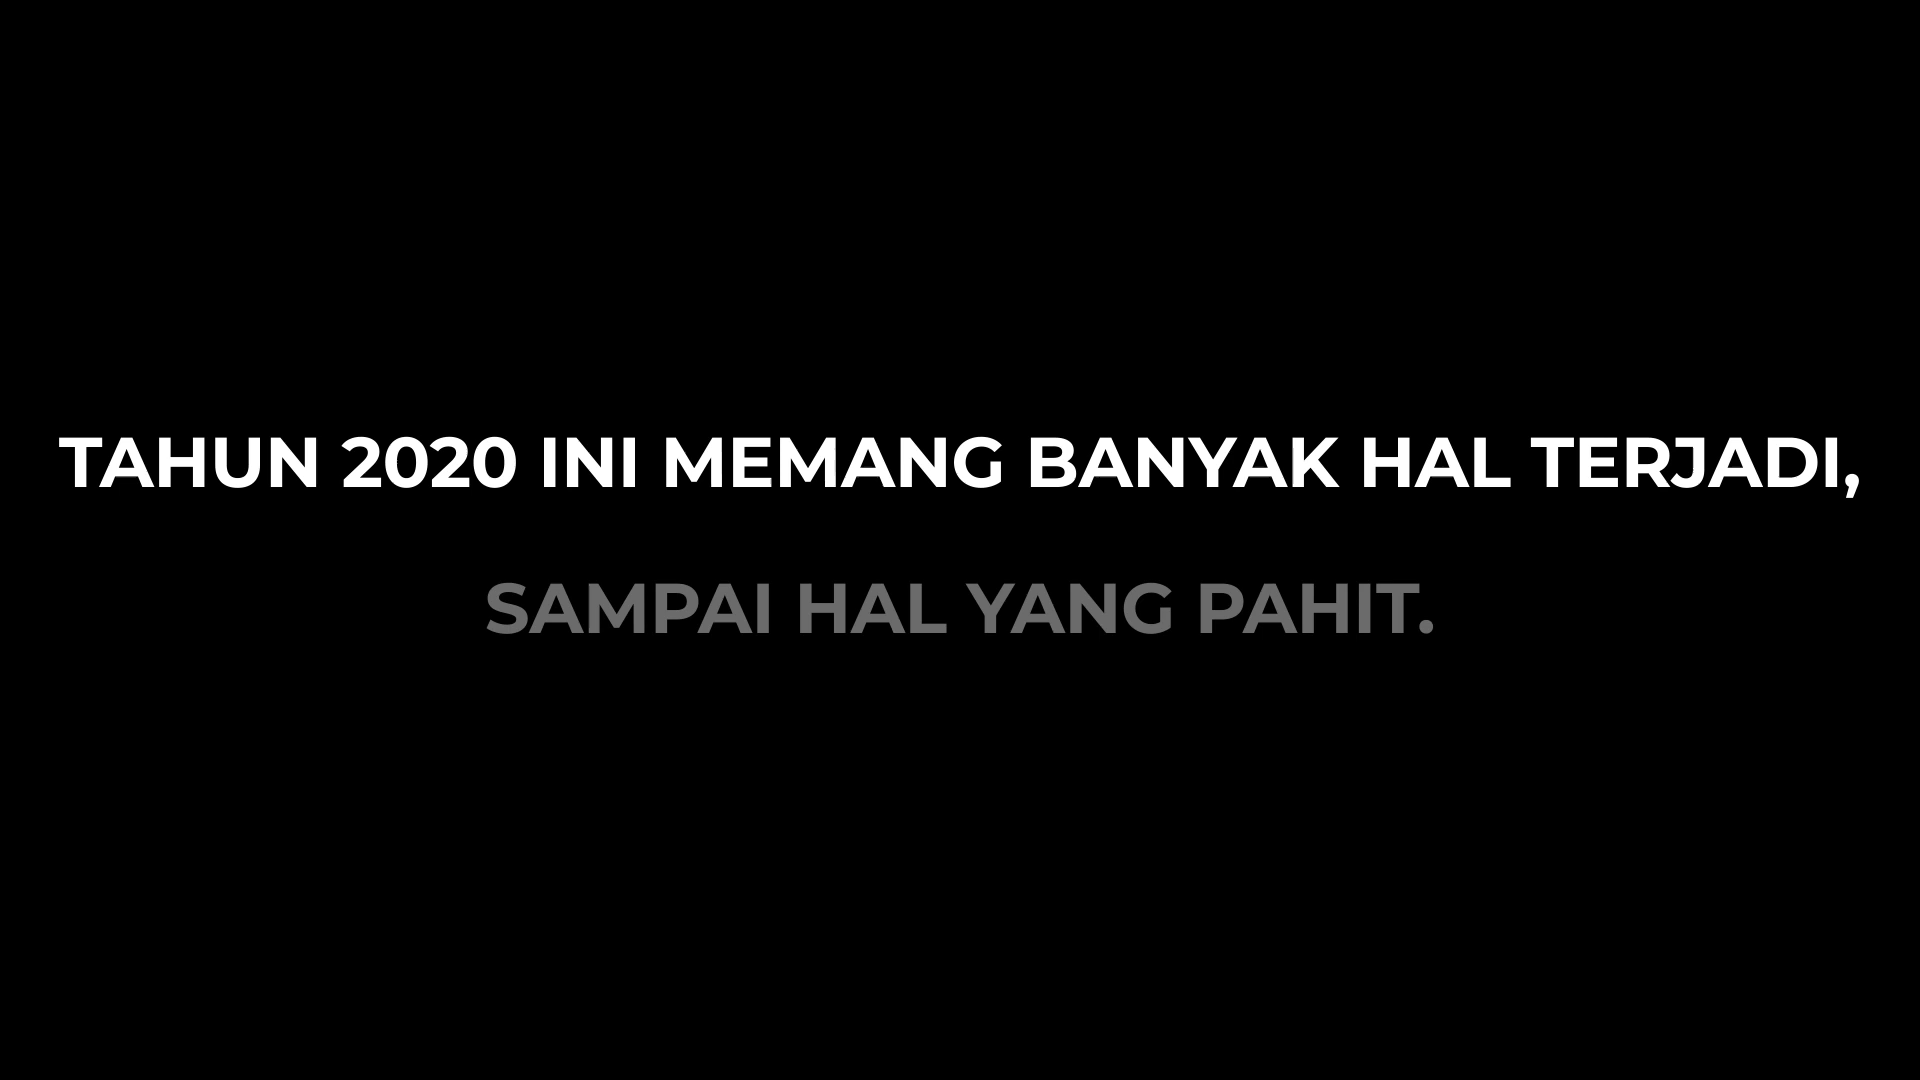 TAHUN 2020 INI MEMANG BANYAK HAL TERJADI,
SAMPAI HAL YANG PAHIT.